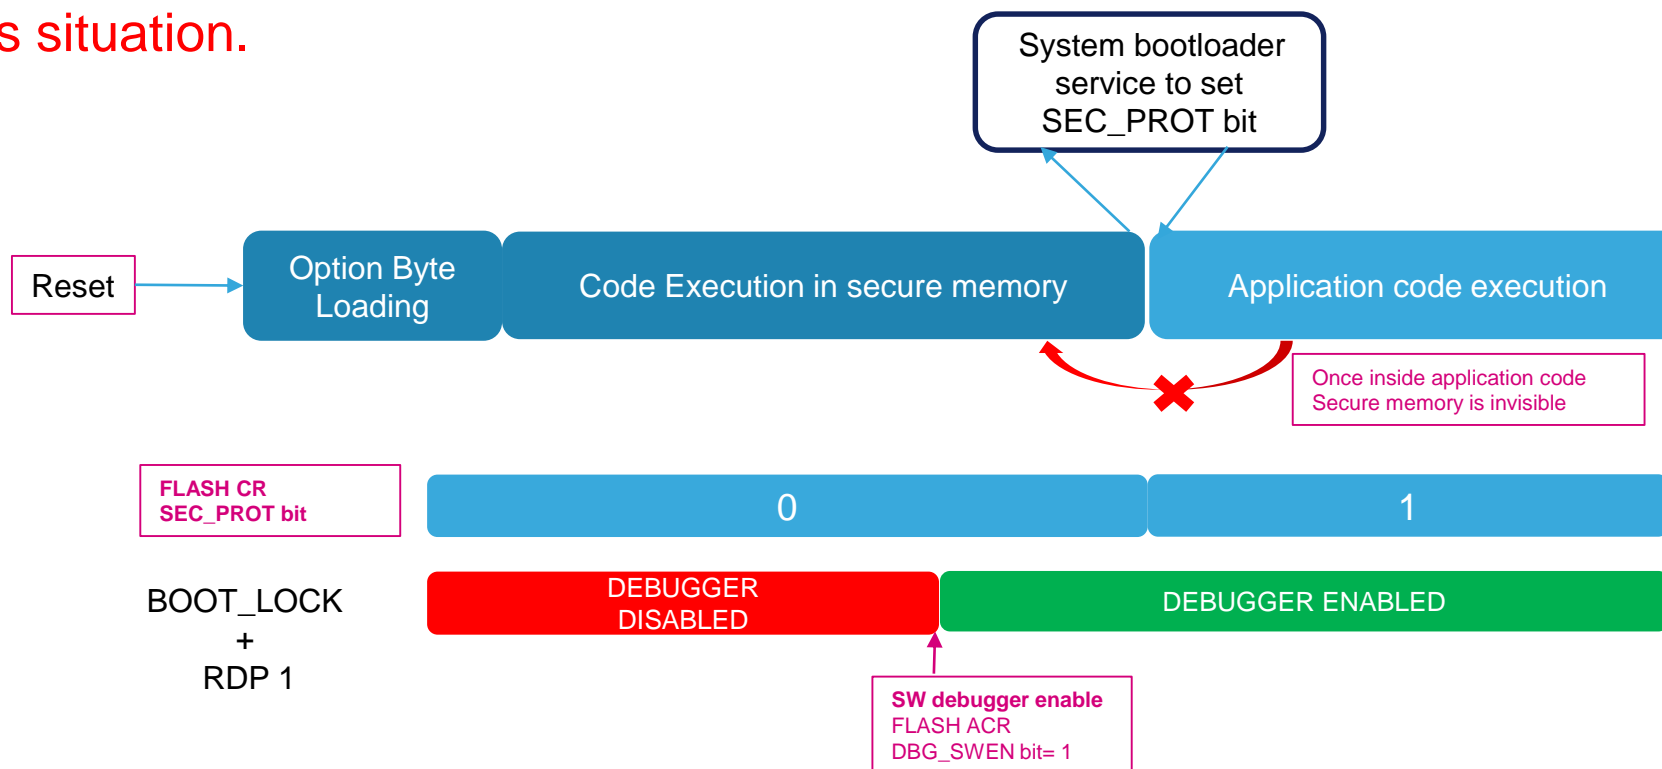 s situation.
System bootloader
service to set
SEC_PROT bit
Reset
Option Byte
Loading
Code Execution in secure memory
Application code execution
Once inside application code
Secure memory is invisible
FLASH CR
SEC_PROT bit
0
1
BOOT_LOCK
+
RDP 1
DEBUGGER
DISABLED
DEBUGGER ENABLED
SW debugger enable
FLASH ACR
DBG_SWEN bit= 1